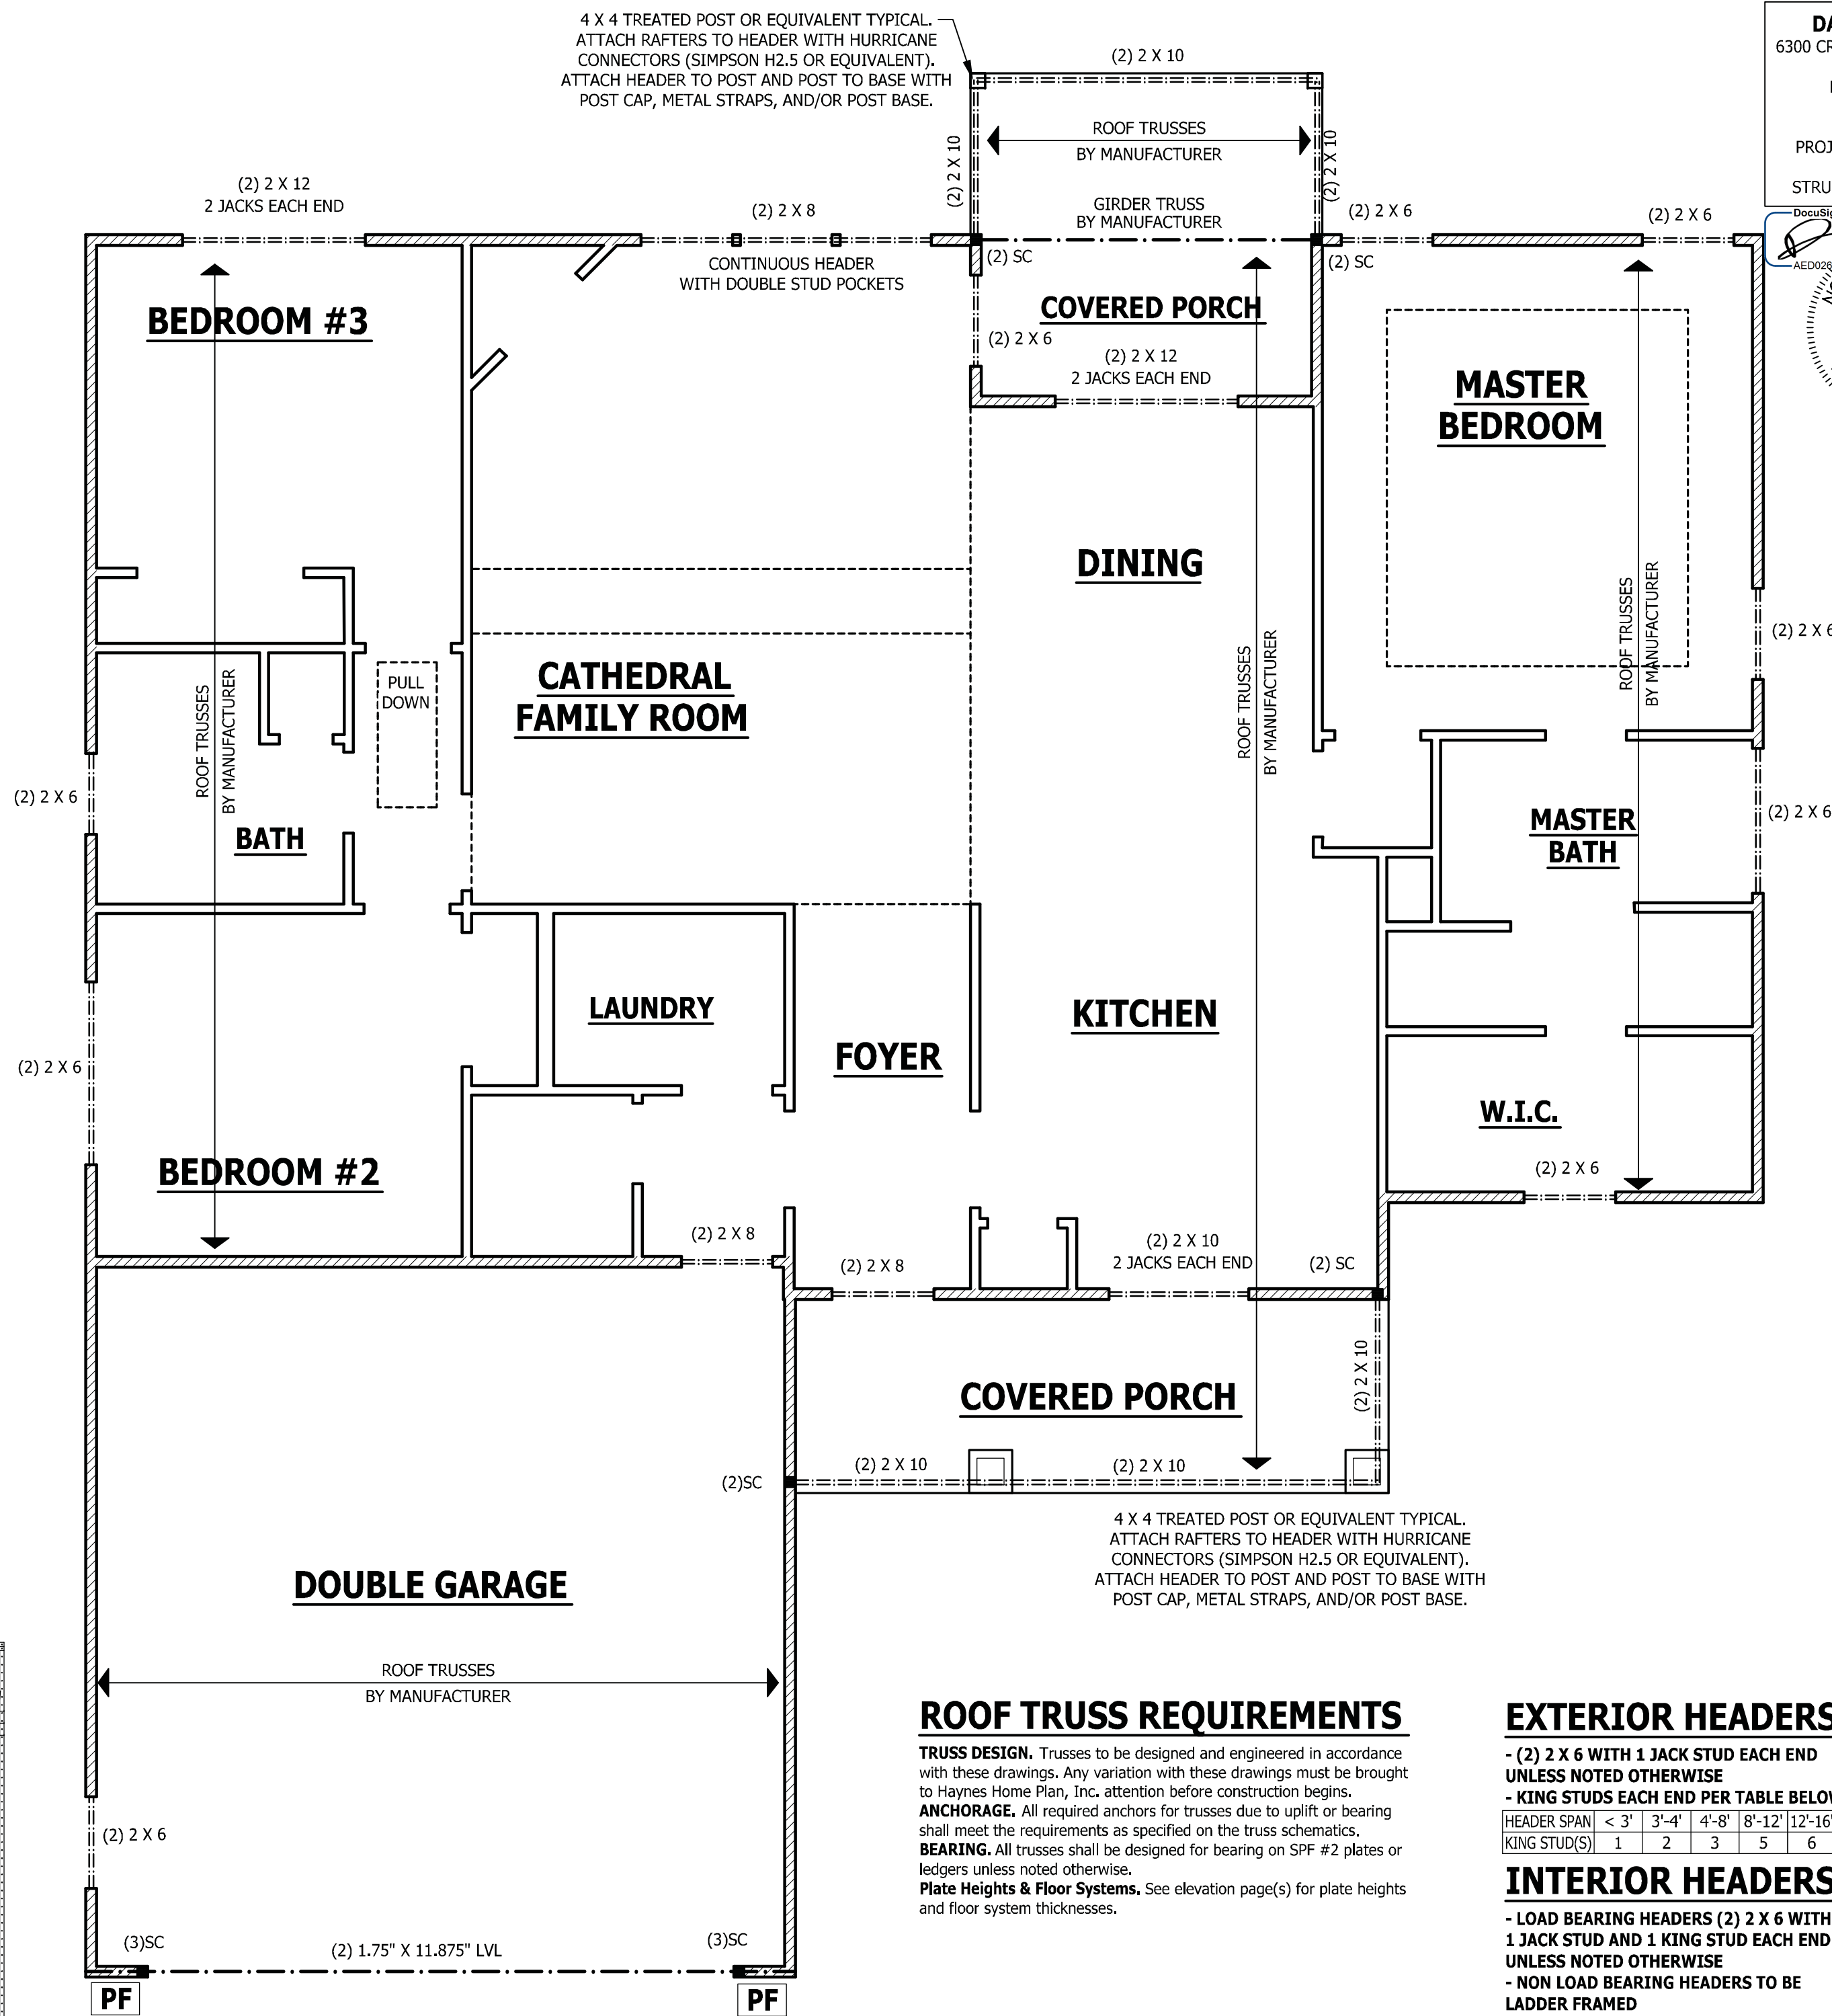 4 X 4 TREATED POST OR EQUIVALENT TYPICAL.
ATTACH RAFTERS TO HEADER WITH HURRICANE
CONNECTORS (SIMPSON H2.5 OR EQUIVALENT).
ATTACH HEADER TO POST AND POST TO BASE WITH
POST CAP, METAL STRAPS, AND/OR POST BASE.
(2) 2 X 10
6300
PROJ
STRU
DocuSig
AED026
(2) 2 X 10
ROOF TRUSSES
BY MANUFACTURER
(2) 2 X 10
GIRDER TRUSS
BY MANUFACTURER
(2) 2 X 12
2 JACKS EACH END
(2) 2 X 8
(2) 2 X 6
(2) 2 X 6
CONTINUOUS HEADER
WITH DOUBLE STUD POCKETS
(2) SC
(2) SC
COVERED PORCH
BEDROOM #3
(2) 2 X 6
(2) 2 X 12
2 JACKS EACH END
MASTER
BEDROOM
DINING
ROOF TRUSSES
BY MANUFACTURER
(2) 2 X 6
CATHEDRAL
FAMILY ROOM
PULL
DOWN
ROOF TRUSSES
BY MANUFACTURER
ROOF TRUSSES
BY MANUFACTURER
(2) 2 X 6
BATH
MASTER
BATH
(2) 2 X 6
LAUNDRY
KITCHEN
FOYER
(2) 2 X 6
W.I.C.
BEDROOM #2
(2) 2 X 6
(2) 2 X 8
(2) 2 X 8
(2) 2 X 10
2 JACKS EACH END
(2) SC
(2) 2 X 10
COVERED PORCH
(2)SC
(2) 2 X 10
(2) 2 X 10
4 X 4 TREATED POST OR EQUIVALENT TYPICAL.
ATTACH RAFTERS TO HEADER WITH HURRICANE
CONNECTORS (SIMPSON H2.5 OR EQUIVALENT).
ATTACH HEADER TO POST AND POST TO BASE WITH
POST CAP, METAL STRAPS, AND/OR POST BASE.
DOUBLE GARAGE
ROOF TRUSSES
BY MANUFACTURER
(2) 2 X 6
(3)SC
(2) 1.75" X 11.875" LVL
(3)SC
PF
PF
ROOF TRUSS REQUIREMENTS
TRUSS DESIGN. Trusses to be designed and engineered in accordance
with these drawings. Any variation with these drawings must be brought
to Haynes Home Plan, Inc. attention before construction begins.
ANCHORAGE. All required anchors for trusses due to uplift or bearing
shall meet the requirements as specified on the truss schematics.
BEARING. All trusses shall be designed for bearing on SPF #2 plates or
ledgers unless noted otherwise.
Plate Heights & Floor Systems. See elevation page(s) for plate heights
and floor system thicknesses.
EXTERIOR HEADERS
- (2) 2 X 6 WITH 1 JACK STUD EACH END
UNLESS NOTED OTHERWISE
- KING STUDS EACH END PER TABLE BELOW
HEADER SPAN < 3' 3'-4' 4'-8' 8'-12' 12'-16'
KING STUD(S) 1 2 3 5 6
INTERIOR HEADERS
- LOAD BEARING HEADERS (2) 2 X 6 WITH
1 JACK STUD AND 1 KING STUD EACH END
UNLESS NOTED OTHERWISE
- NON LOAD BEARING HEADERS TO BE
LADDER FRAMED